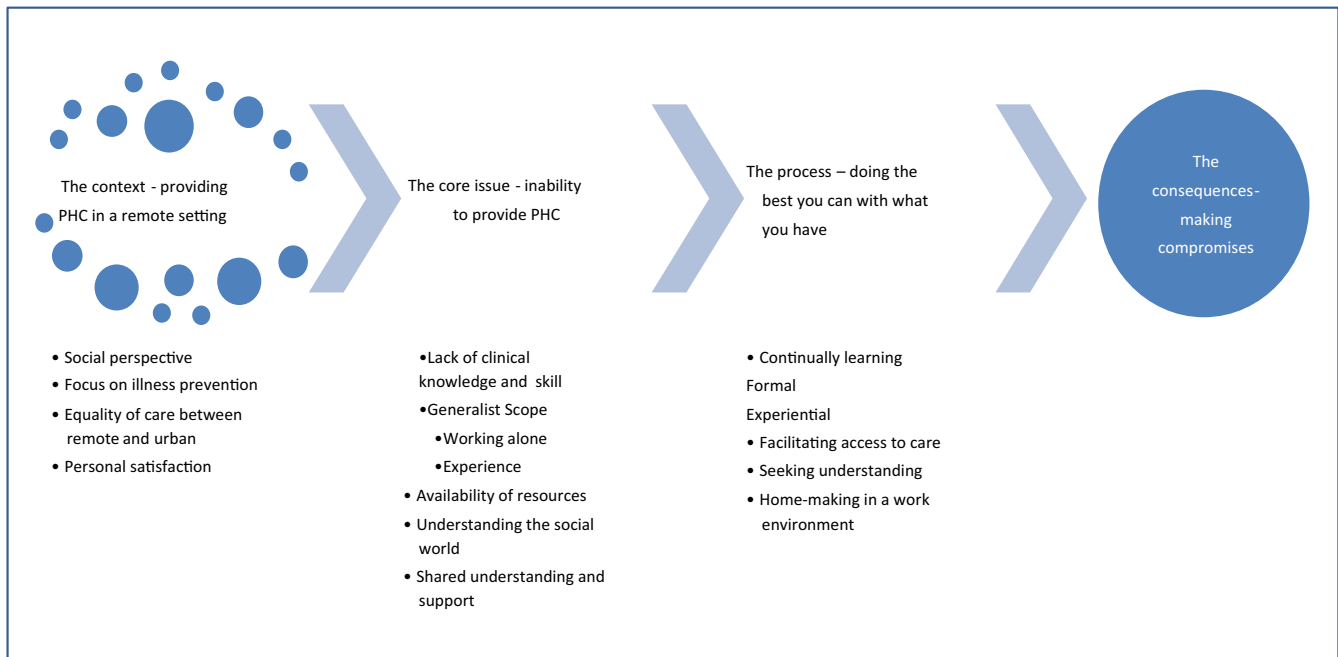 The context - providing
PHC in a remote setting
The core issue - inability
to provide PHC
The process – doing the
best you can with what
you have
The
consequences-
making
compromises
• Social perspective
• Focus on illness prevention
• Equality of care between
remote and urban
• Personal satisfaction
•Lack of clinical
knowledge and skill
•Generalist Scope
•Working alone
•Experience
• Availability of resources
• Understanding the social
world
• Shared understanding and
support
• Continually learning
Formal
Experiential
• Facilitating access to care
• Seeking understanding
• Home-making in a work
environment